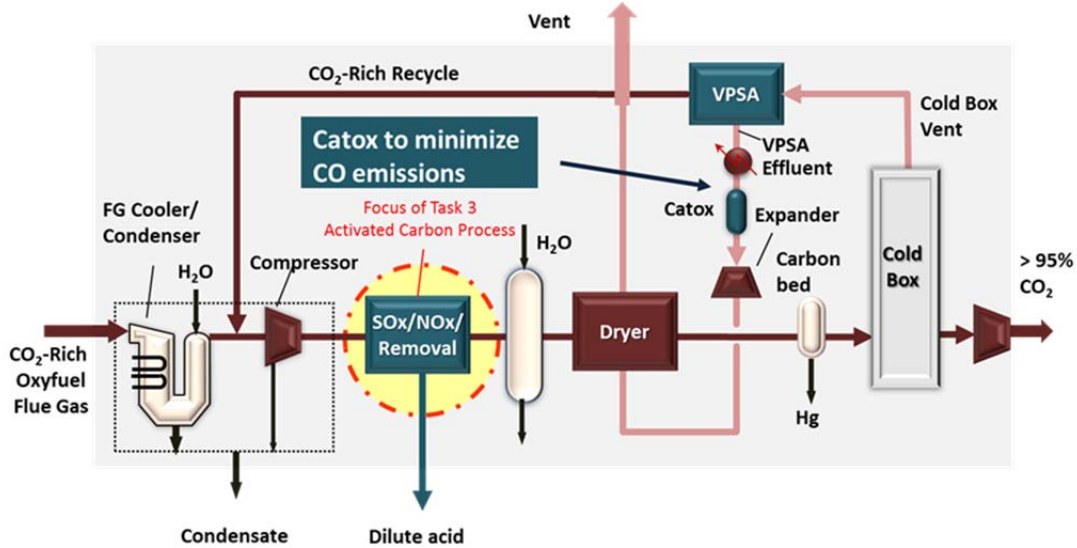 Vent
CO₂-Rich Recycle
VPSA
Cold Box
Vent
Catox to minimize
CO emissions
VPSA
Effluent
Focus of Task 3
Activated Carbon Process
FG Cooler/
Condenser
H₂O
Compressor
H₂O
Catox
Expander
Carbon
bed
Cold
Box
> 95%
CO₂
SOx/NOx/
Removal
Dryer
CO₂-Rich
Oxyfuel
Flue Gas
Hg
Condensate
Dilute acid